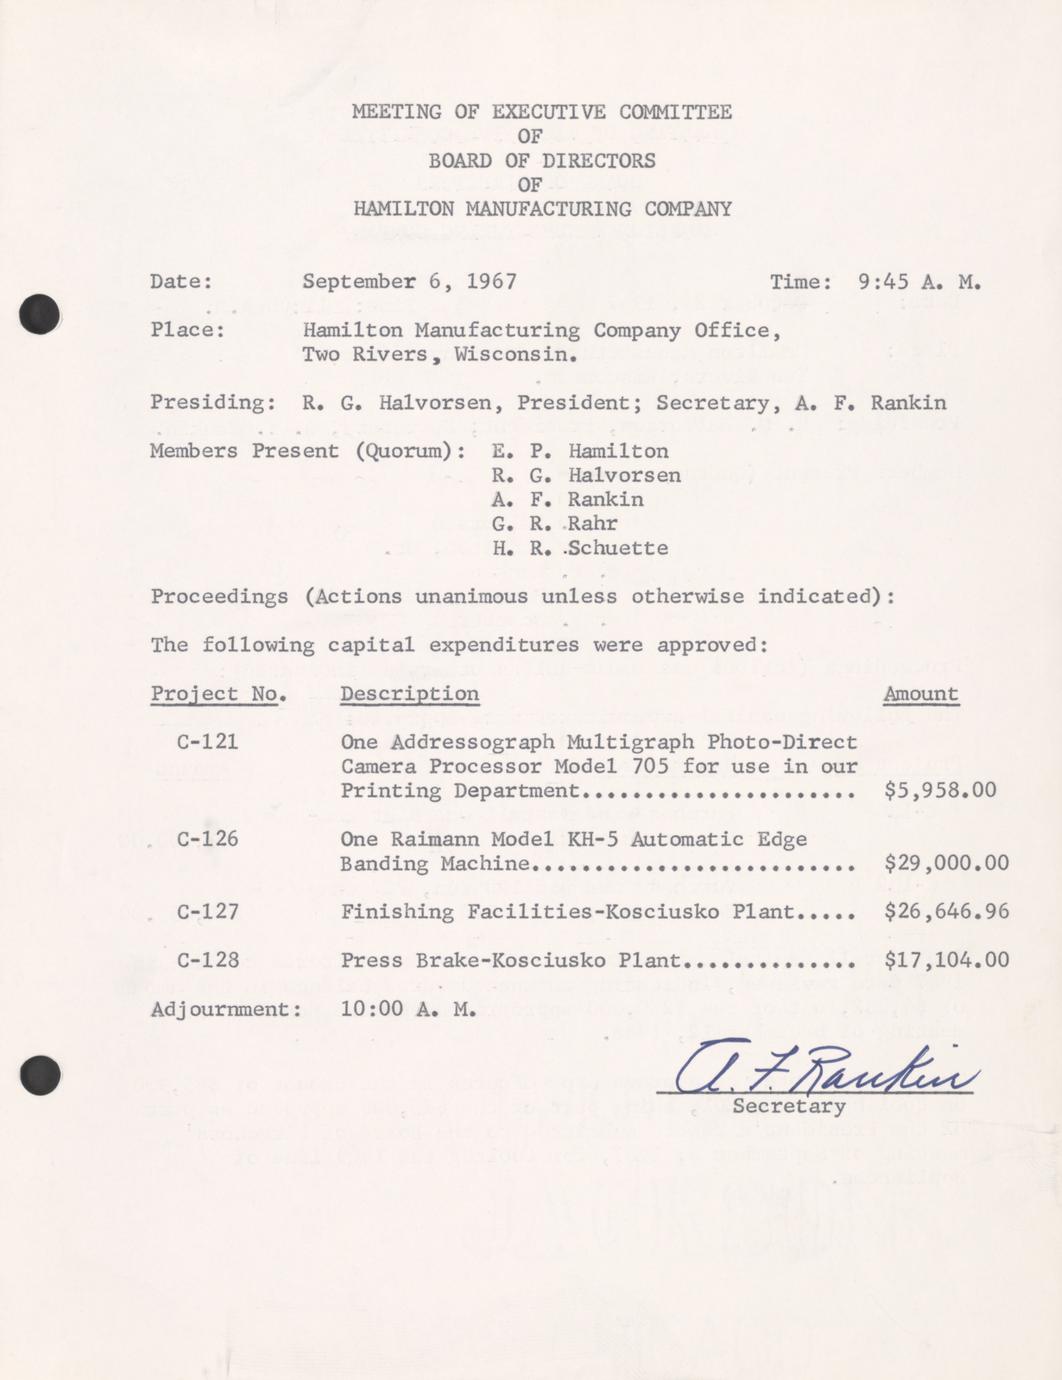 MEETING OF EXECUTIVE COMMITTEE
OF
BOARD OF DIRECTORS
OF
HAMILTON MANUFACTURING COMPANY
Date: September 6, 1967 Time: 9:45 A. M.
Place: Hamilton Manufacturing Company Office,
Two Rivers, Wisconsin.
Presiding: R. G. Halvorsen, President; Secretary, A. F. Rankin
Members Present (Quorum): E. P. Hamilton
R. G. Halvorsen
A. F. Rankin
G. R. Rahr
H. R. Schuette
Proceedings (Actions unanimous unless otherwise indicated):
The following capital expenditures were approved:
Project No. Description Amount
C-121 One Addressograph Multigraph Photo-Direct
Camera Processor Model 705 for use in our
Printing Department...................... $5,958.00
C-126 One Raimann Model KH-5 Automatic Edge
Banding Machine.......................... $29,000.00
C-127 Finishing Facilities-Kosciusko Plant..... $26,646.96
C-128 Press Brake-Kosciusko Plant.............. $17,104.00
Adjournment: 10:00 A. M.
A. F. Rankin
Secretary